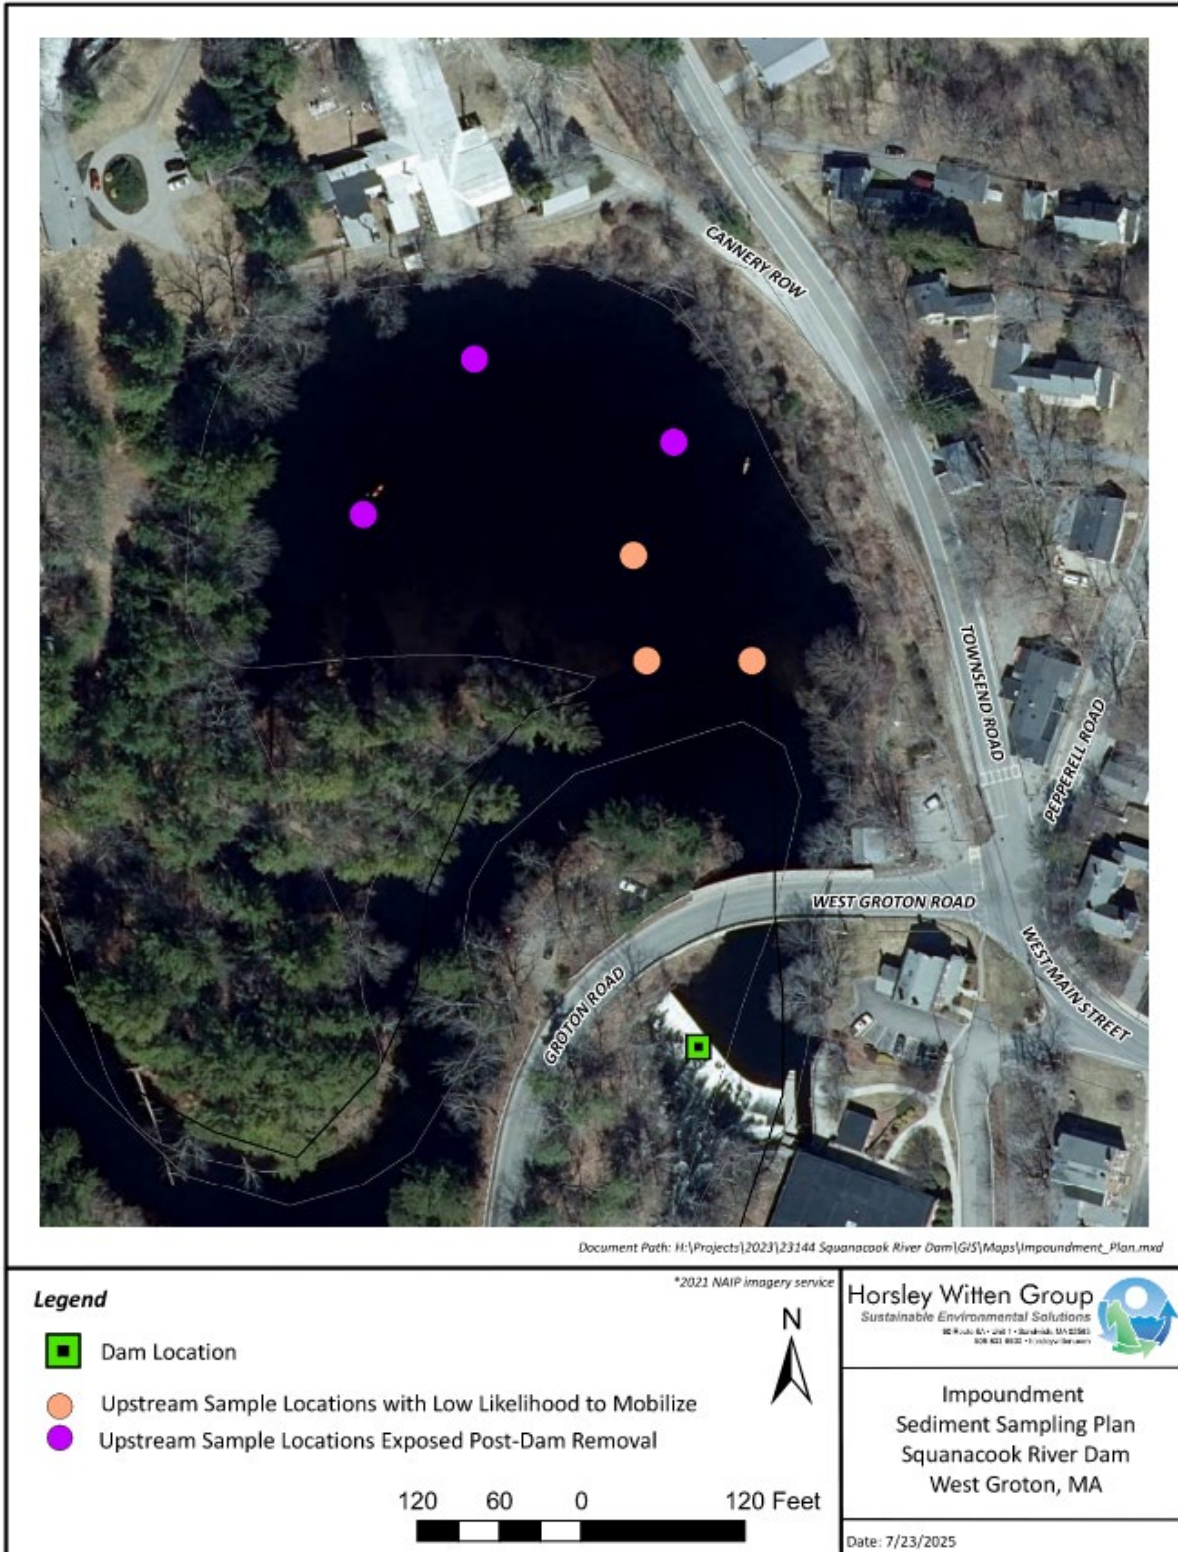 CANNERY ROW
TOWNSEND ROAD
PEPPERELL ROAD
WEST GROTON ROAD
WEST MAIN STREET
GROTON ROAD
Document Path: H:\Projects\2023\23144 Squanacook River Dam\GIS\Maps\Impoundment_Plan.mxd
*2021 NAIP imagery service
Legend
Dam Location
Upstream Sample Locations with Low Likelihood to Mobilize
Upstream Sample Locations Exposed Post-Dam Removal
N
120 60 0 120 Feet
Horsley Witten Group
Sustainable Environmental Solutions
Impoundment
Sediment Sampling Plan
Squanacook River Dam
West Groton, MA
Date: 7/23/2025